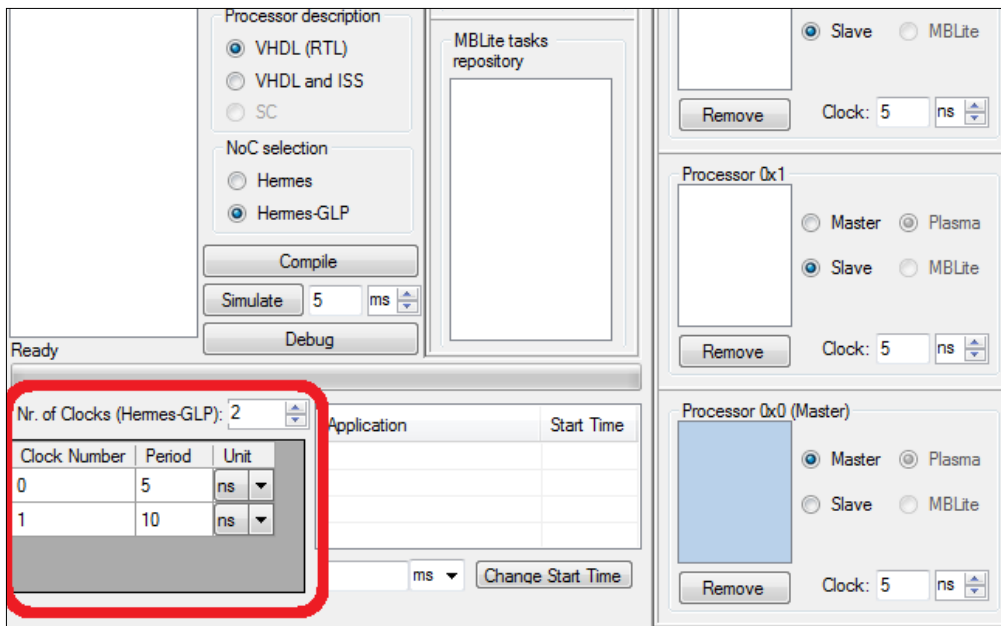 Processor description
VHDL (RTL)
VHDL and ISS
SC
NoC selection
Hermes
Hermes-GLP
Compile
Simulate 5 ms
Debug
Ready
MBLite tasks
repository
Slave MBLite
Remove Clock: 5 ns
Processor 0x1
Master Plasma
Slave MBLite
Remove Clock: 5 ns
Nr. of Clocks (Hermes-GLP): 2
Clock Number Period Unit
0 5 ns
1 10 ns
Application Start Time
ms Change Start Time
Processor 0x0 (Master)
Master Plasma
Slave MBLite
Remove Clock: 5 ns